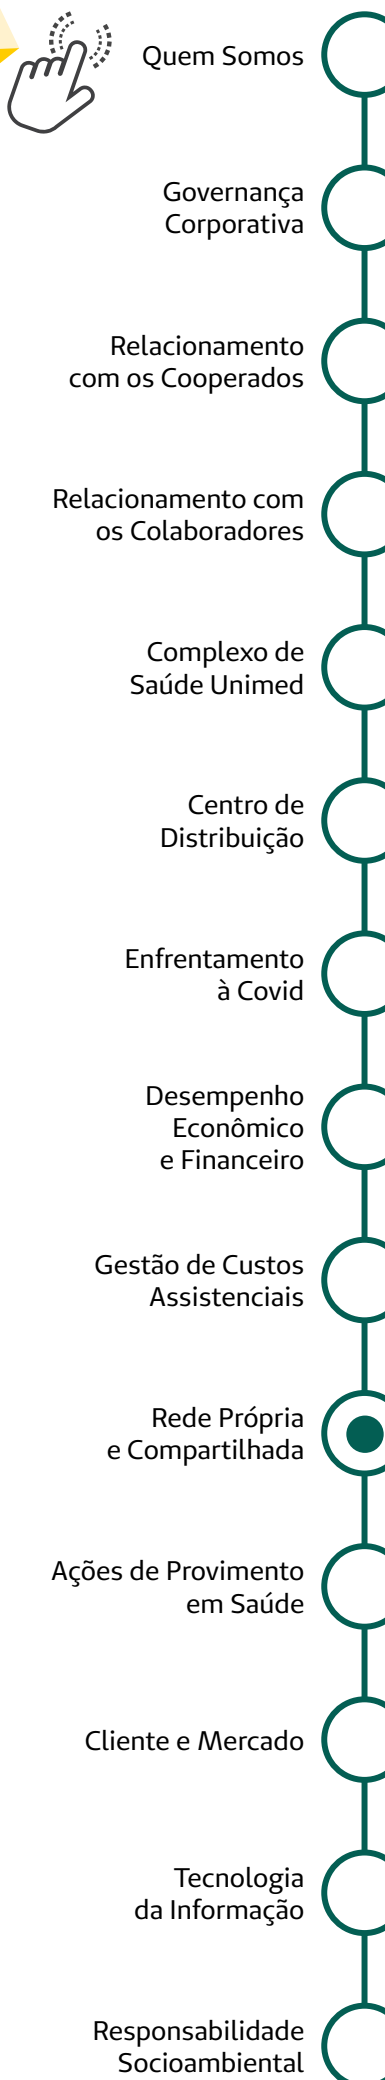 Quem Somos
Governança
Corporativa
Relacionamento
com os Cooperados
Relacionamento com
os Colaboradores
Complexo de
Saúde Unimed
Centro de
Distribuição
Enfrentamento
à Covid
Desempenho
Econômico
e Financeiro
Gestão de Custos
Assistenciais
Rede Própria
e Compartilhada
Ações de Provimento
em Saúde
Cliente e Mercado
Tecnologia
da Informação
Responsabilidade
Socioambiental